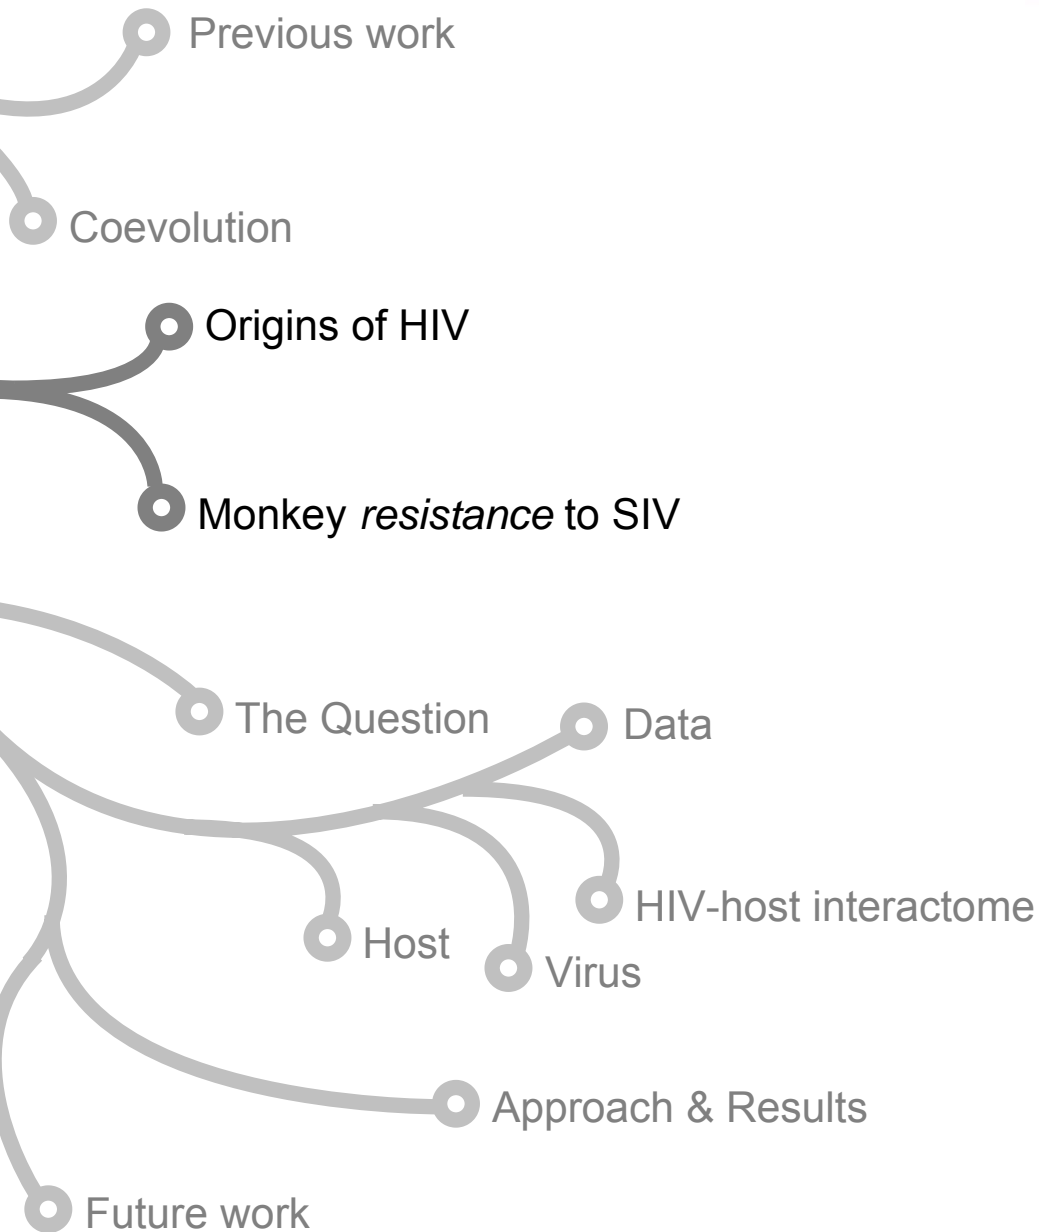 Previous work
Coevolution
Origins of HIV
Monkey resistance to SIV
The Question
Data
HIV-host interactome
Host
Virus
Approach & Results
Future work